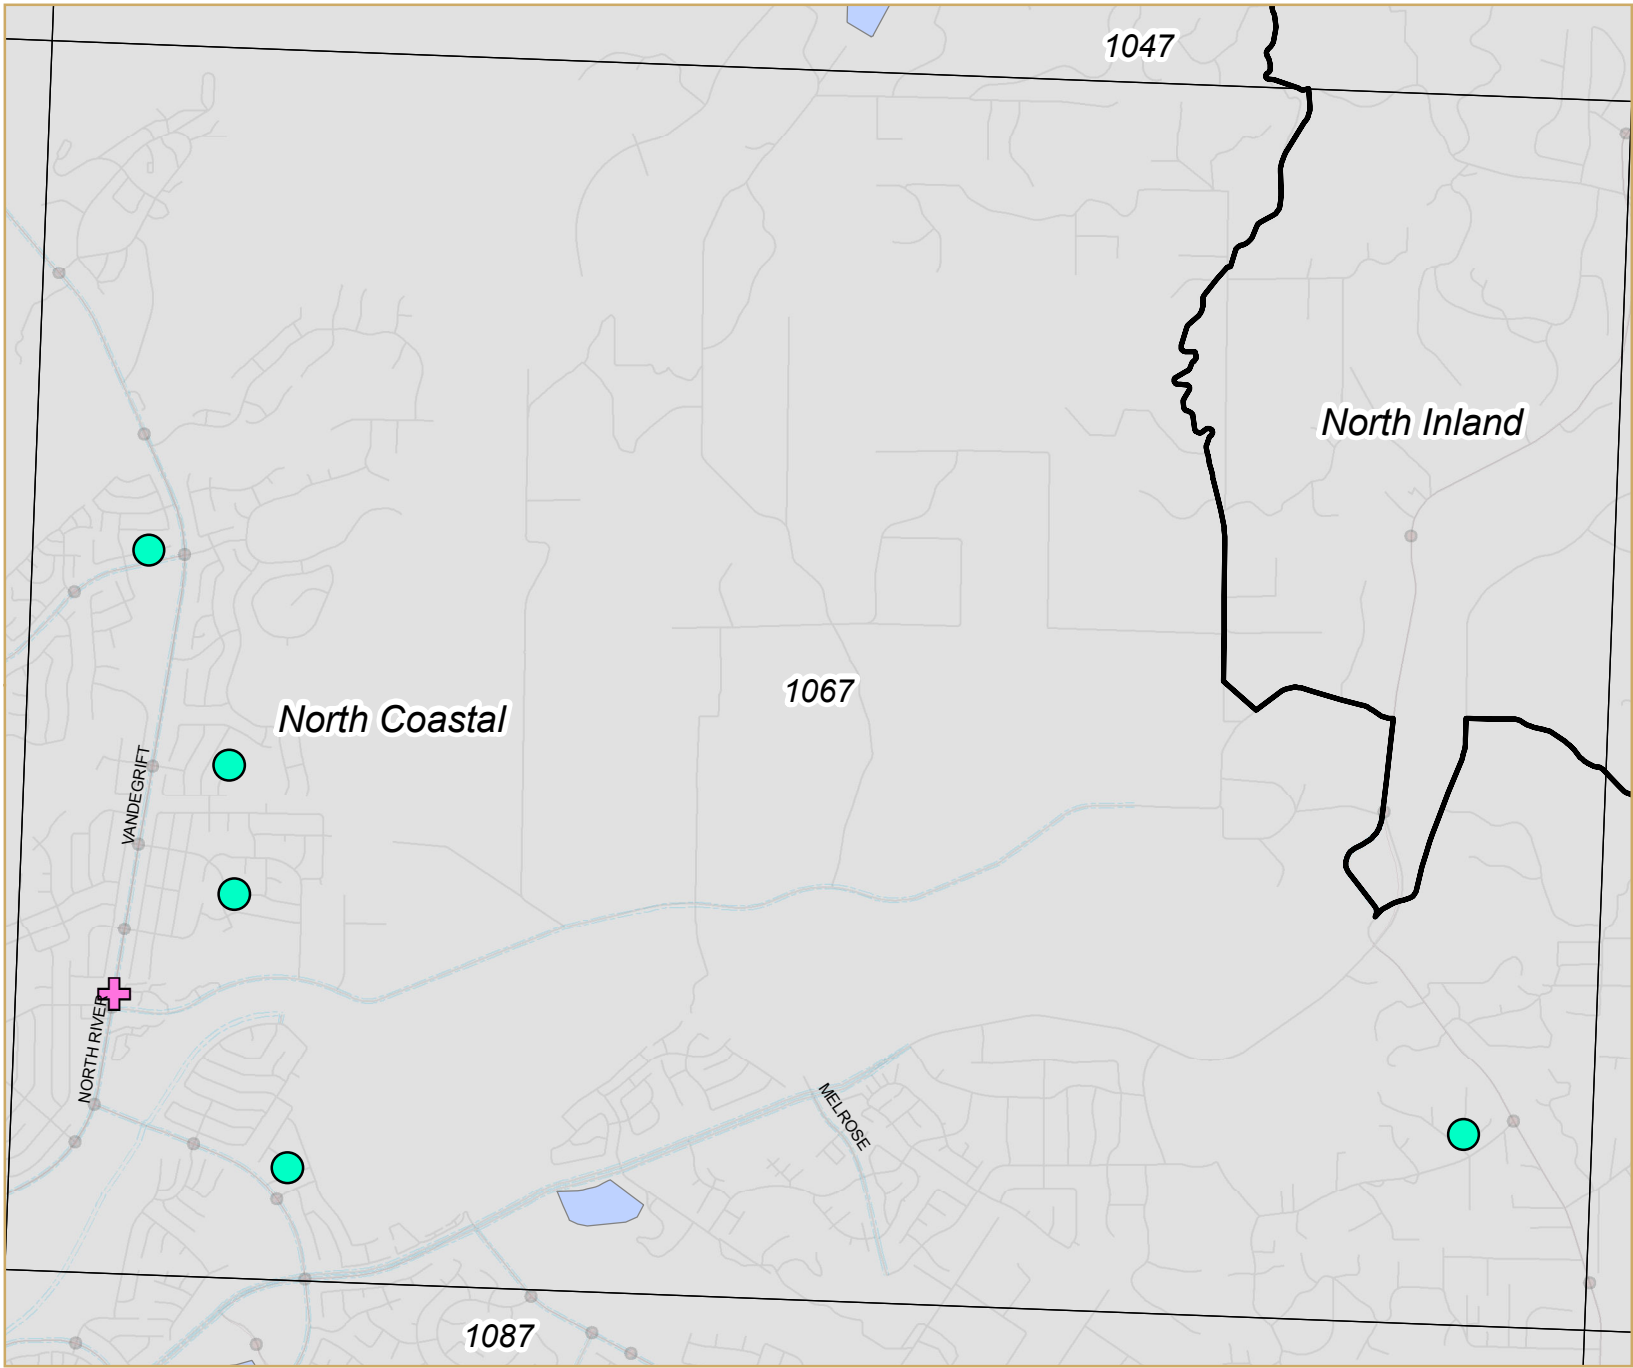 1047
North Inland
1067
North Coastal
VANDEGRIFT
NORTH RIVER
MELROSE
1087